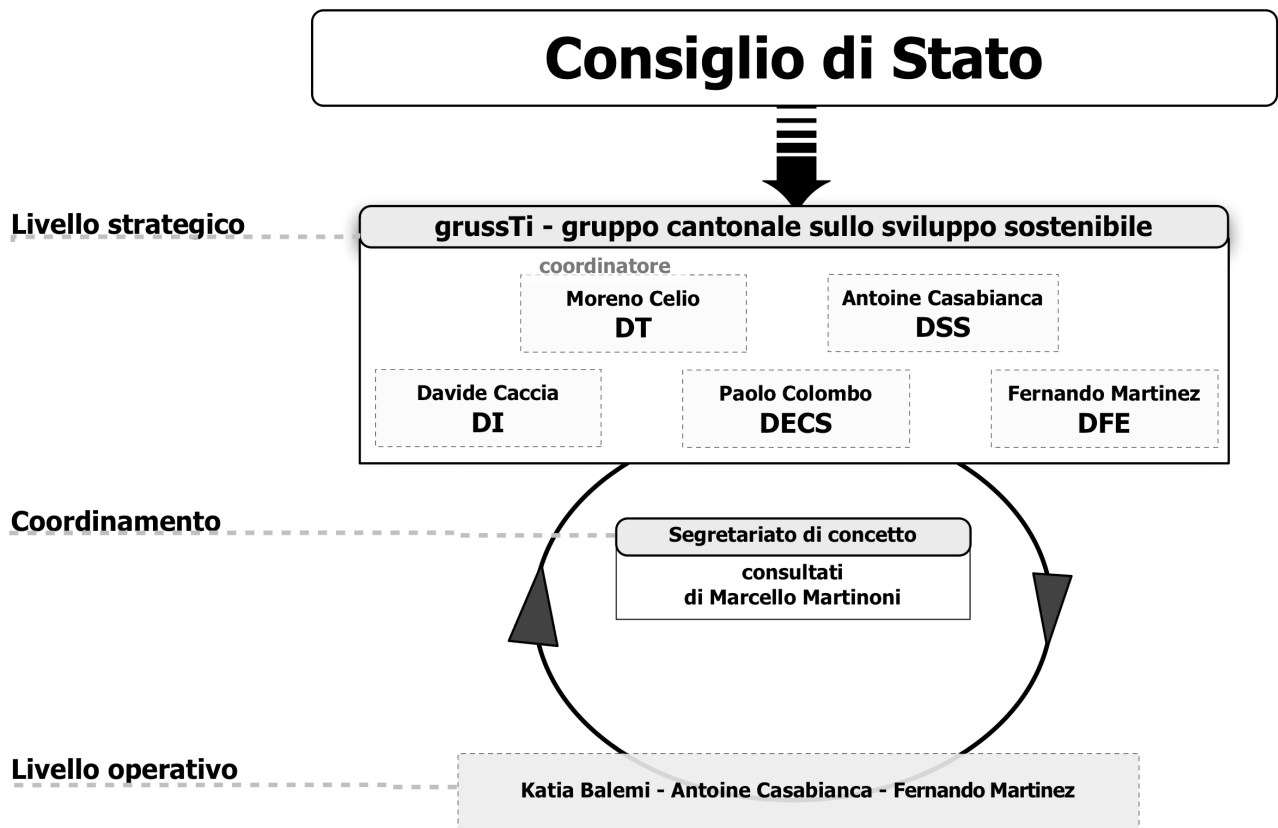 Consiglio di Stato
Livello strategico
grussTi - gruppo cantonale sullo sviluppo sostenibile
coordinatore
Moreno Celio
DT
Antoine Casabianca
DSS
Davide Caccia
DI
Paolo Colombo
DECS
Fernando Martinez
DFE
Coordinamento
Segretariato di concetto
consultati
di Marcello Martinoni
Livello operativo
Katia Balemi - Antoine Casabianca - Fernando Martinez